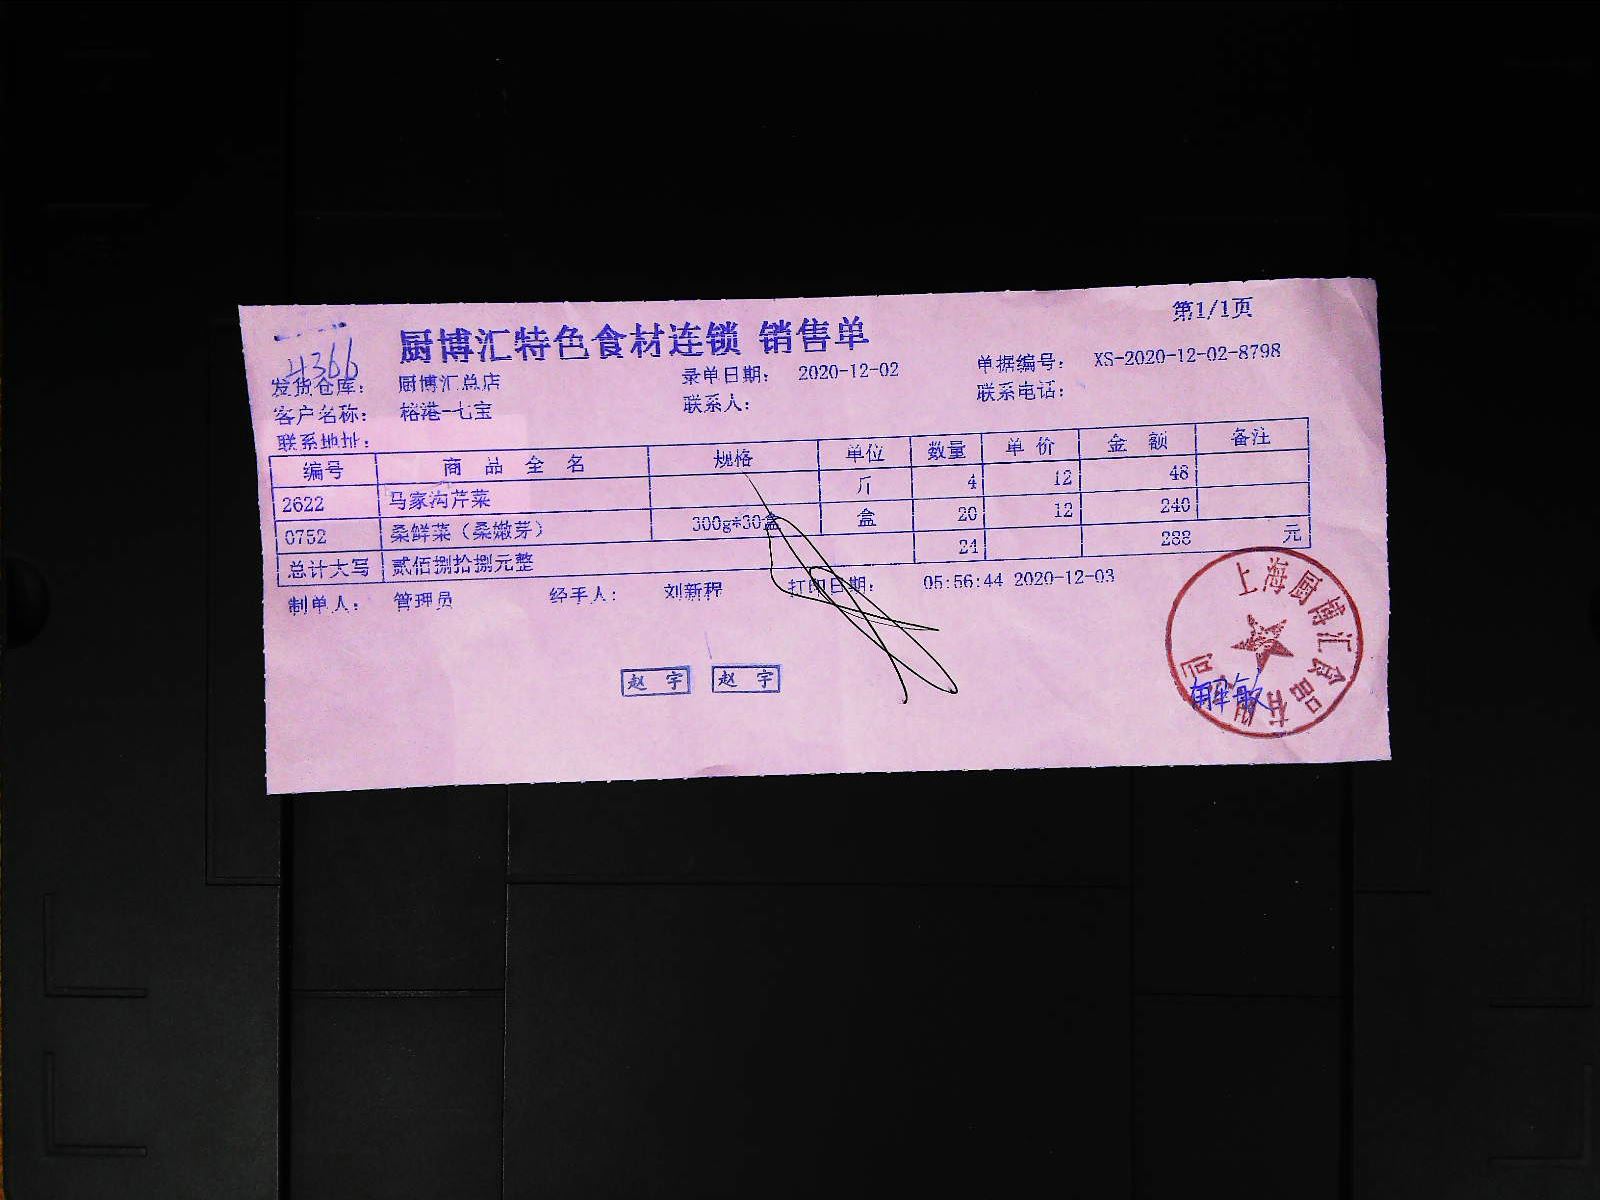 第1/1页
厨博汇特色食材连锁 销售单
4366
发货仓库： 厨博汇总店 录单日期： 2020-12-02 单据编号： XS-2020-12-02-8798
客户名称： 榕港-七宝 联系人： 联系电话：
联系地址：
编号 商 品 全 名 规格 单位 数量 单 价 金 额 备注
2622 马家沟芹菜 斤 4 12 48
0752 桑鲜菜（桑嫩芽） 300g*30盒 盒 20 12 240
总计大写 贰佰捌拾捌元整 24 288 元
制单人： 管理员 经手人： 刘新程 打印日期： 05:56:44 2020-12-03
赵 宇 赵 宇
上海厨博汇食品有限公司
解敏